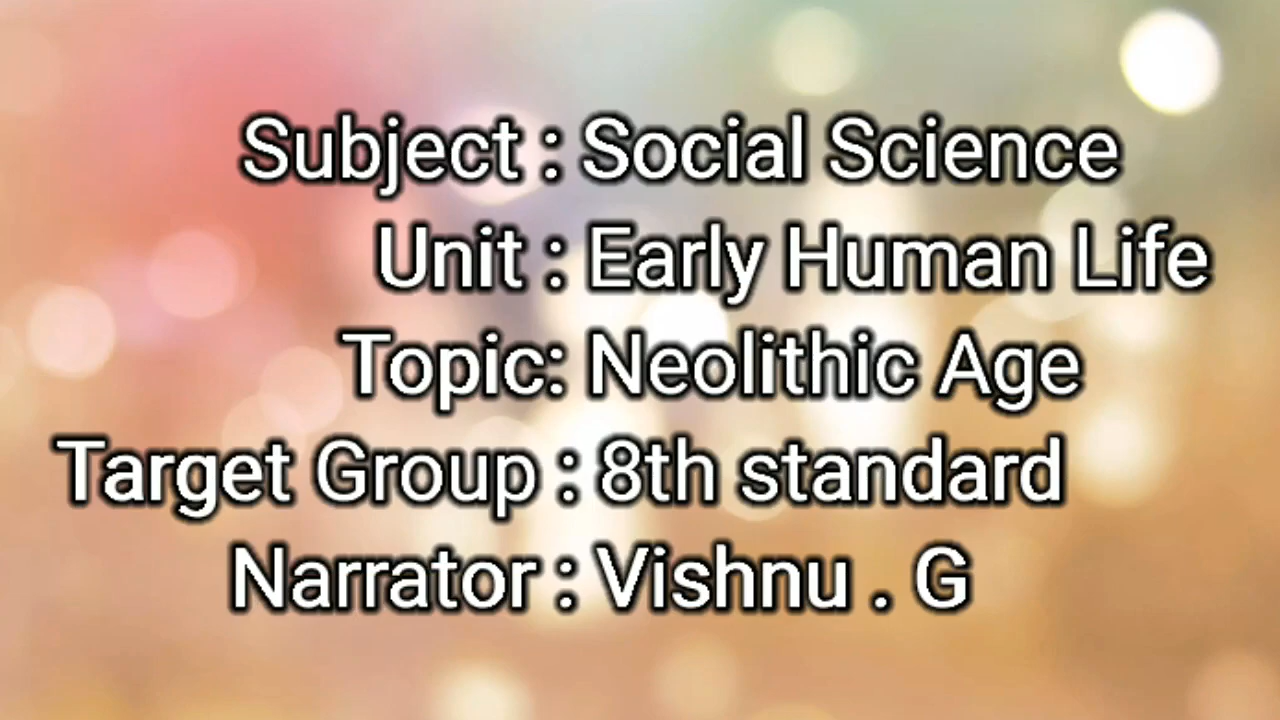 Subject : Social Science
Unit : Early Human Life
Topic: Neolithic Age
Target Group : 8th standard
Narrator : Vishnu . G